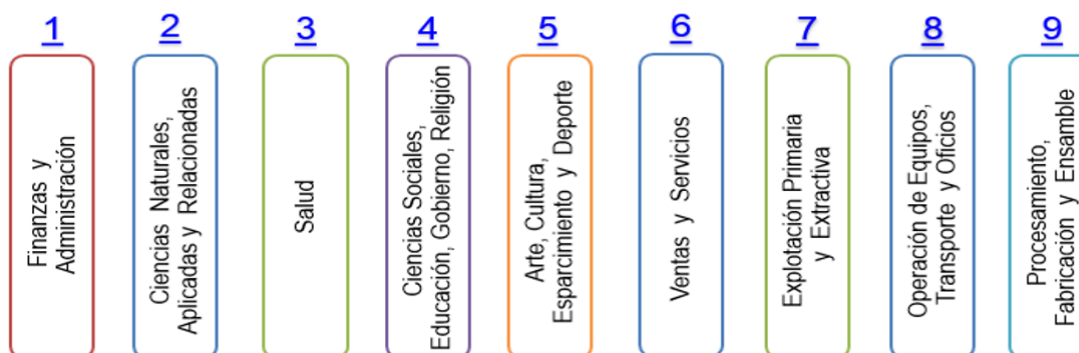 1
2
3
4
5
6
7
8
9
Finanzas y
Administración
Ciencias Naturales,
Aplicadas y Relacionadas
Salud
Ciencias Sociales,
Educación, Gobierno, Religión
Arte, Cultura,
Esparcimiento y Deporte
Ventas y Servicios
Explotación Primaria
y Extractiva
Operación de Equipos,
Transporte y Oficios
Procesamiento,
Fabricación y Ensamble